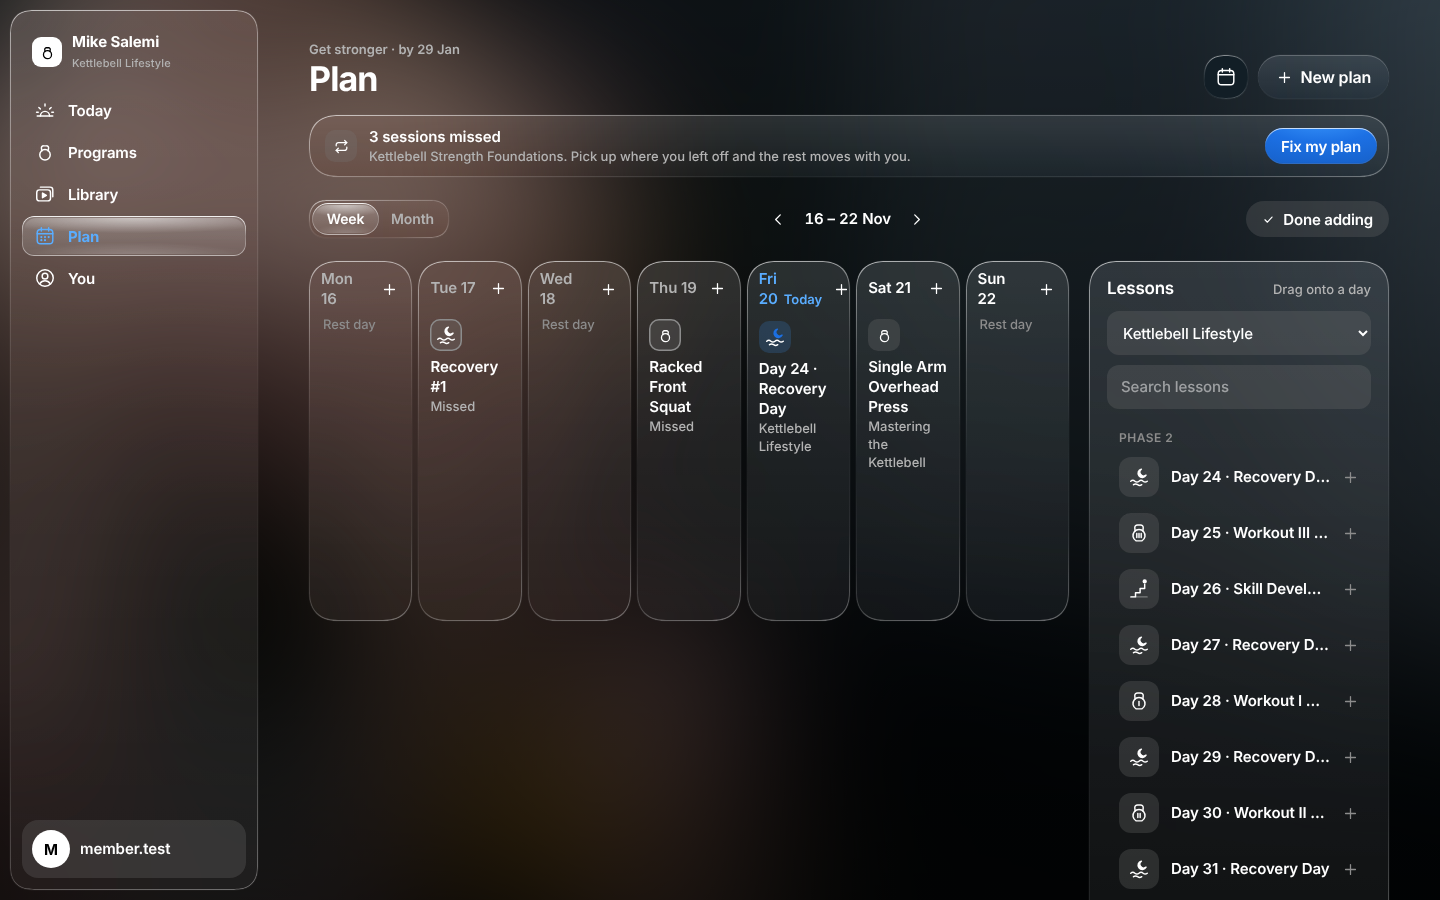 Mike Salemi
Kettlebell Lifestyle
Today
Programs
Library
Plan
You
M
member.test
Get stronger · by 29 Jan
Plan
New plan
3 sessions missed
Kettlebell Strength Foundations. Pick up where you left off and the rest moves with you.
Fix my plan
Week
Month
16 – 22 Nov
Done adding
Mon
16
Rest day
Tue 17
Recovery
#1
Missed
Wed
18
Rest day
Thu 19
Racked
Front
Squat
Missed
Fri
20 Today
Day 24 ·
Recovery
Day
Kettlebell
Lifestyle
Sat 21
Single Arm
Overhead
Press
Mastering
the
Kettlebell
Sun
22
Rest day
Lessons
Drag onto a day
Kettlebell Lifestyle
Search lessons
PHASE 2
Day 24 · Recovery D...
Day 25 · Workout III ...
Day 26 · Skill Devel...
Day 27 · Recovery D...
Day 28 · Workout I ...
Day 29 · Recovery D...
Day 30 · Workout II ...
Day 31 · Recovery Day